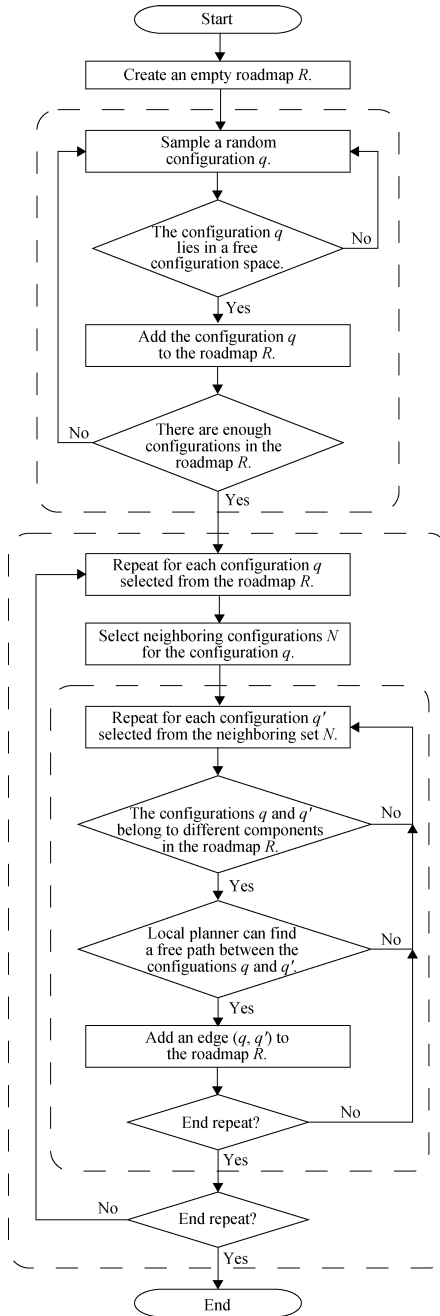 Start
Create an empty roadmap R.
Sample a random
configuration q.
The configuration q
lies in a free
configuration space.
No
Yes
Add the configuration q
to the roadmap R.
There are enough
configurations in the
roadmap R.
No
Yes
Repeat for each configuration q
selected from the roadmap R.
Select neighboring configurations N
for the configuration q.
Repeat for each configuration q'
selected from the neighboring set N.
The configurations q and q'
belong to different components
in the roadmap R.
No
Yes
Local planner can find
a free path between the
configuations q and q'.
No
Yes
Add an edge (q, q') to
the roadmap R.
End repeat?
No
Yes
End repeat?
No
Yes
End